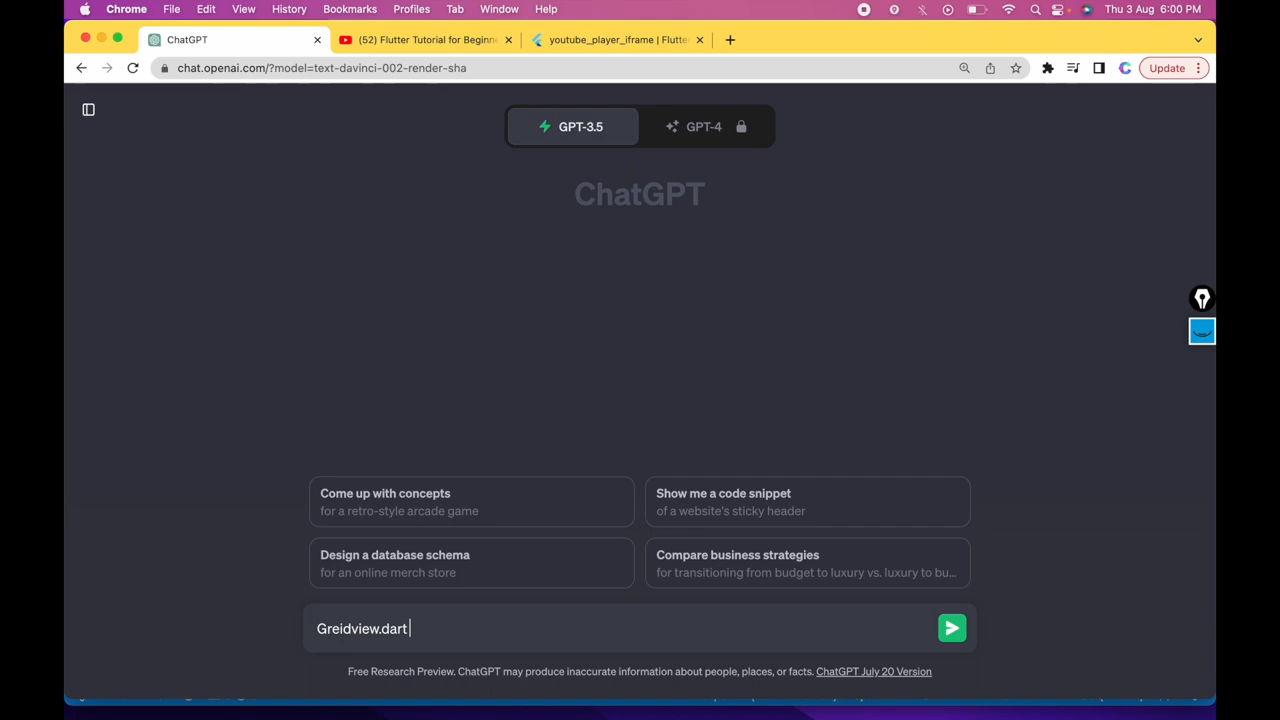 Chrome File Edit View History Bookmarks Profiles Tab Window Help Thu 3 Aug 6:00 PM
ChatGPT (52) Flutter Tutorial for Beginne youtube_player_iframe | Flutte
chat.openai.com/?model=text-davinci-002-render-sha Update
GPT-3.5 GPT-4
ChatGPT
Come up with concepts
for a retro-style arcade game
Show me a code snippet
of a website's sticky header
Design a database schema
for an online merch store
Compare business strategies
for transitioning from budget to luxury vs. luxury to bu...
Greidview.dart
Free Research Preview. ChatGPT may produce inaccurate information about people, places, or facts. ChatGPT July 20 Version